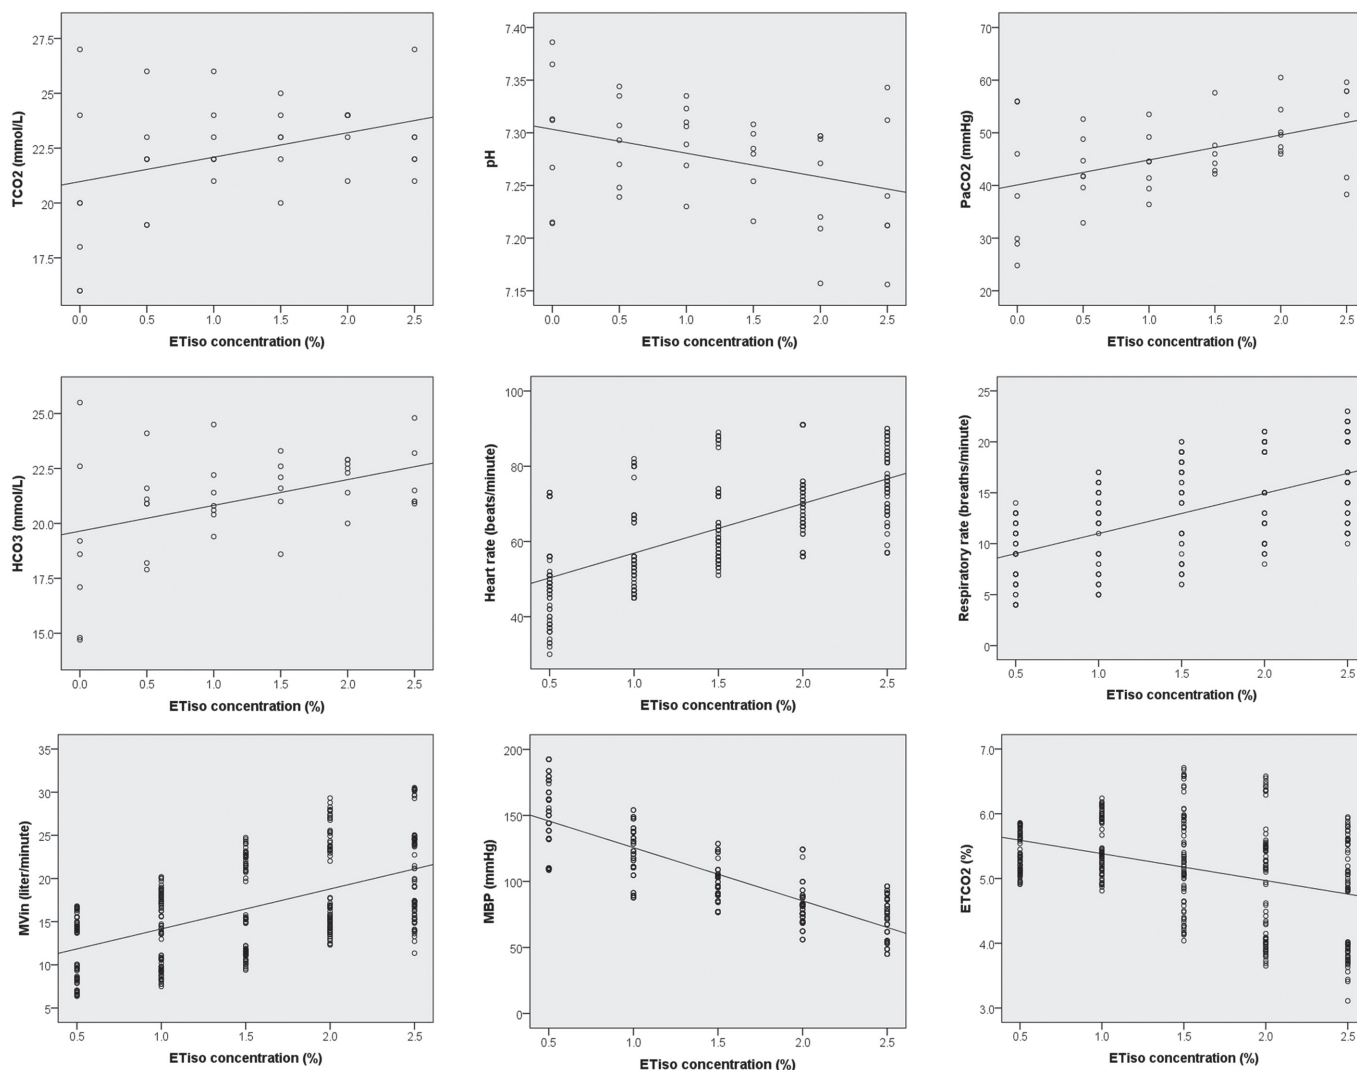 TCO2 (mmol/L)
27.5
25
22.5
20
17.5
0.0 0.5 1.0 1.5 2.0 2.5
ETiso concentration (%)
pH
7.40
7.35
7.30
7.25
7.20
7.15
0.0 0.5 1.0 1.5 2.0 2.5
ETiso concentration (%)
PaCO2 (mmHg)
70
60
50
40
30
20
0.0 0.5 1.0 1.5 2.0 2.5
ETiso concentration (%)
HCO3 (mmol/L)
25.0
22.5
20.0
17.5
15.0
0.0 0.5 1.0 1.5 2.0 2.5
ETiso concentration (%)
Heart rate (beats/minute)
100
80
60
40
0.5 1.0 1.5 2.0 2.5
ETiso concentration (%)
Respiratory rate (breaths/minute)
25
20
15
10
5
0
0.5 1.0 1.5 2.0 2.5
ETiso concentration (%)
MVin (liter/minute)
35
30
25
20
15
10
5
0.5 1.0 1.5 2.0 2.5
ETiso concentration (%)
MBP (mmHg)
200
150
100
50
0
0.5 1.0 1.5 2.0 2.5
ETiso concentration (%)
ETCO2 (%)
7.0
6.0
5.0
4.0
3.0
0.5 1.0 1.5 2.0 2.5
ETiso concentration (%)